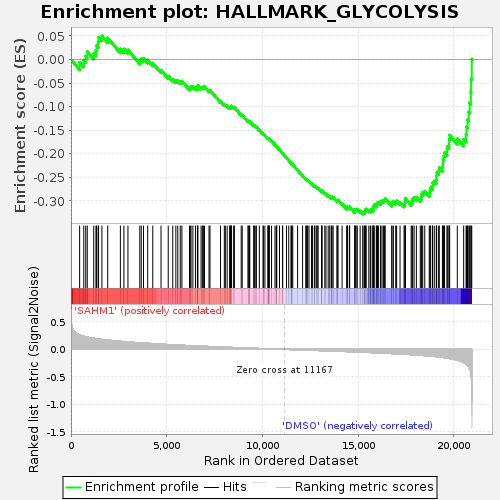 Enrichment plot: HALLMARK_GLYCOLYSIS
Enrichment score (ES)
0.05
0.00
-0.05
-0.10
-0.15
-0.20
-0.25
-0.30
Ranked list metric (Signal2Noise)
'SAHM1' (positively correlated)
0.5
0.0
-0.5
-1.0
-1.5
Zero cross at 11167
'DMSO' (negatively correlated)
0
5,000
10,000
15,000
20,000
Rank in Ordered Dataset
Enrichment profile
Hits
Ranking metric scores